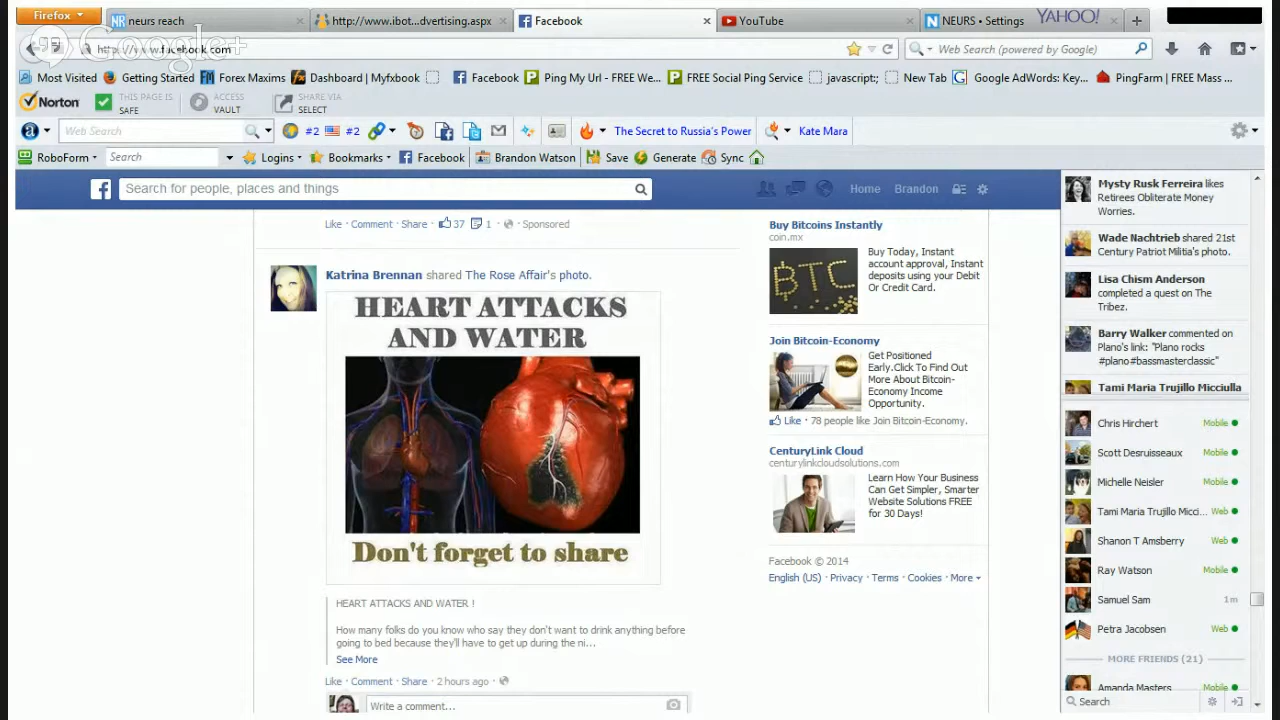 Firefox
neurs reach
http://www.ibot...dvertising.aspx
Facebook
YouTube
NEURS • Settings
YAHOO!
Google+
https://www.facebook.com
Web Search (powered by Google)
Most Visited
Getting Started
Forex Maxims
Dashboard | Myfxbook
Facebook
Ping My Url - FREE We...
FREE Social Ping Service
javascript:;
New Tab
Google AdWords: Key...
PingFarm | FREE Mass ...
Norton
THIS PAGE IS
SAFE
ACCESS
VAULT
SHARE VIA
SELECT
Web Search
#2
#2
The Secret to Russia's Power
Kate Mara
RoboForm
Search
Logins
Bookmarks
Facebook
Brandon Watson
Save
Generate
Sync
Search for people, places and things
Home
Brandon
Like · Comment · Share · 37 1 · Sponsored
Katrina Brennan shared The Rose Affair's photo.
HEART ATTACKS
AND WATER
Don't forget to share
HEART ATTACKS AND WATER !
How many folks do you know who say they don't want to drink anything before
going to bed because they'll have to get up during the ni...
See More
Like · Comment · Share · 2 hours ago ·
Write a comment...
Buy Bitcoins Instantly
coin.mx
BTC
Buy Today, Instant
account approval, Instant
deposits using your Debit
Or Credit Card.
Join Bitcoin-Economy
Get Positioned
Early.Click To Find Out
More About Bitcoin-
Economy Income
Opportunity.
Like · 78 people like Join Bitcoin-Economy.
CenturyLink Cloud
centurylinkcloudsolutions.com
Learn How Your Business
Can Get Simpler, Smarter
Website Solutions FREE
for 30 Days!
Facebook © 2014
English (US) · Privacy · Terms · Cookies · More
Mysty Rusk Ferreira likes
Retirees Obliterate Money
Worries.
Wade Nachtrieb shared 21st
Century Patriot Militia's photo.
Lisa Chism Anderson
completed a quest on The
Tribez.
Barry Walker commented on
Plano's link: "Plano rocks
#plano#bassmasterclassic"
Tami Maria Trujillo Micciulla
Chris Hirchert Mobile
Scott Desruisseaux Mobile
Michelle Neisler Mobile
Tami Maria Trujillo Micci... Web
Shanon T Amsberry Web
Ray Watson Mobile
Samuel Sam 1m
Petra Jacobsen Web
MORE FRIENDS (21)
Amanda Masters Mobile
Search